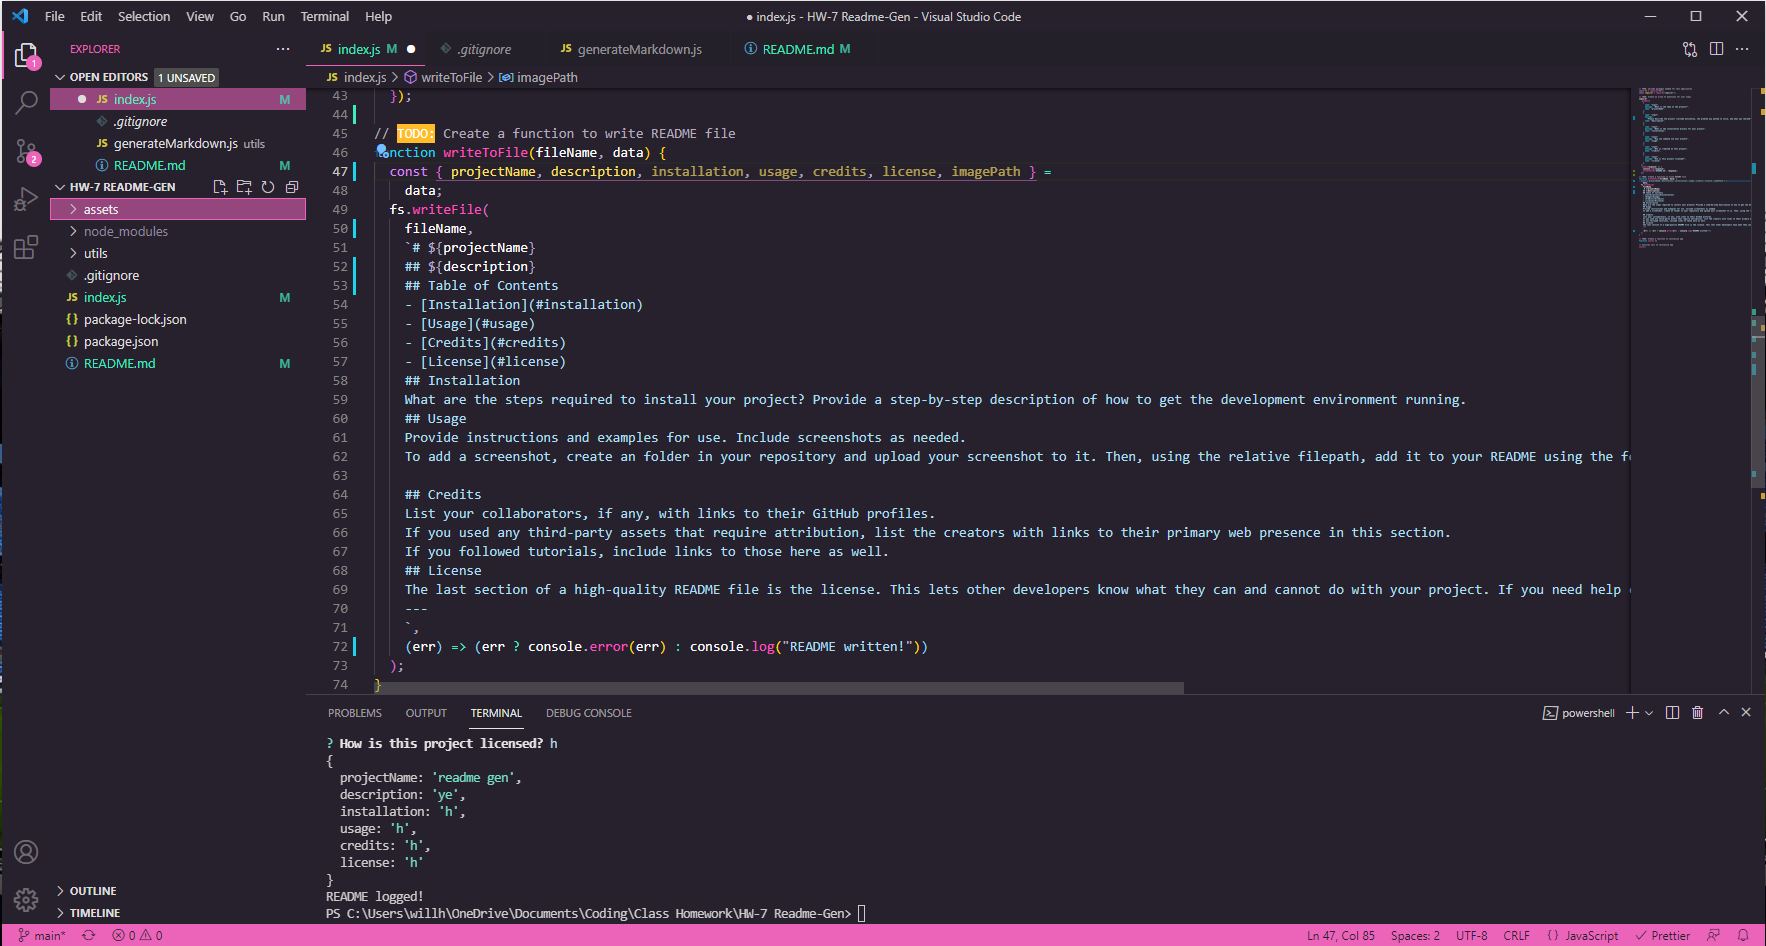 File Edit Selection View Go Run Terminal Help
● index.js - HW-7 Readme-Gen - Visual Studio Code
EXPLORER
OPEN EDITORS 1 UNSAVED
JS index.js M
.gitignore
JS generateMarkdown.js utils
README.md M
HW-7 README-GEN
assets
node_modules
utils
.gitignore
JS index.js M
{} package-lock.json
{} package.json
README.md M
OUTLINE
TIMELINE
1
2
JS index.js M ●
.gitignore
JS generateMarkdown.js
README.md M
JS index.js > writeToFile > imagePath
43 });
44
45 // TODO: Create a function to write README file
46 nction writeToFile(fileName, data) {
47 const { projectName, description, installation, usage, credits, license, imagePath } =
48 data;
49 fs.writeFile(
50 fileName,
51 `# ${projectName}
52 ## ${description}
53 ## Table of Contents
54 - [Installation](#installation)
55 - [Usage](#usage)
56 - [Credits](#credits)
57 - [License](#license)
58 ## Installation
59 What are the steps required to install your project? Provide a step-by-step description of how to get the development environment running.
60 ## Usage
61 Provide instructions and examples for use. Include screenshots as needed.
62 To add a screenshot, create an folder in your repository and upload your screenshot to it. Then, using the relative filepath, add it to your README using the
63
64 ## Credits
65 List your collaborators, if any, with links to their GitHub profiles.
66 If you used any third-party assets that require attribution, list the creators with links to their primary web presence in this section.
67 If you followed tutorials, include links to those here as well.
68 ## License
69 The last section of a high-quality README file is the license. This lets other developers know what they can and cannot do with your project. If you need help
70 ---
71 `,
72 (err) => (err ? console.error(err) : console.log("README written!"))
73 );
74 }
PROBLEMS OUTPUT TERMINAL DEBUG CONSOLE
powershell
? How is this project licensed? h
{
projectName: 'readme gen',
description: 'ye',
installation: 'h',
usage: 'h',
credits: 'h',
license: 'h'
}
README logged!
PS C:\Users\willh\OneDrive\Documents\Coding\Class Homework\HW-7 Readme-Gen>
main* 0 0
Ln 47, Col 85 Spaces: 2 UTF-8 CRLF {} JavaScript Prettier